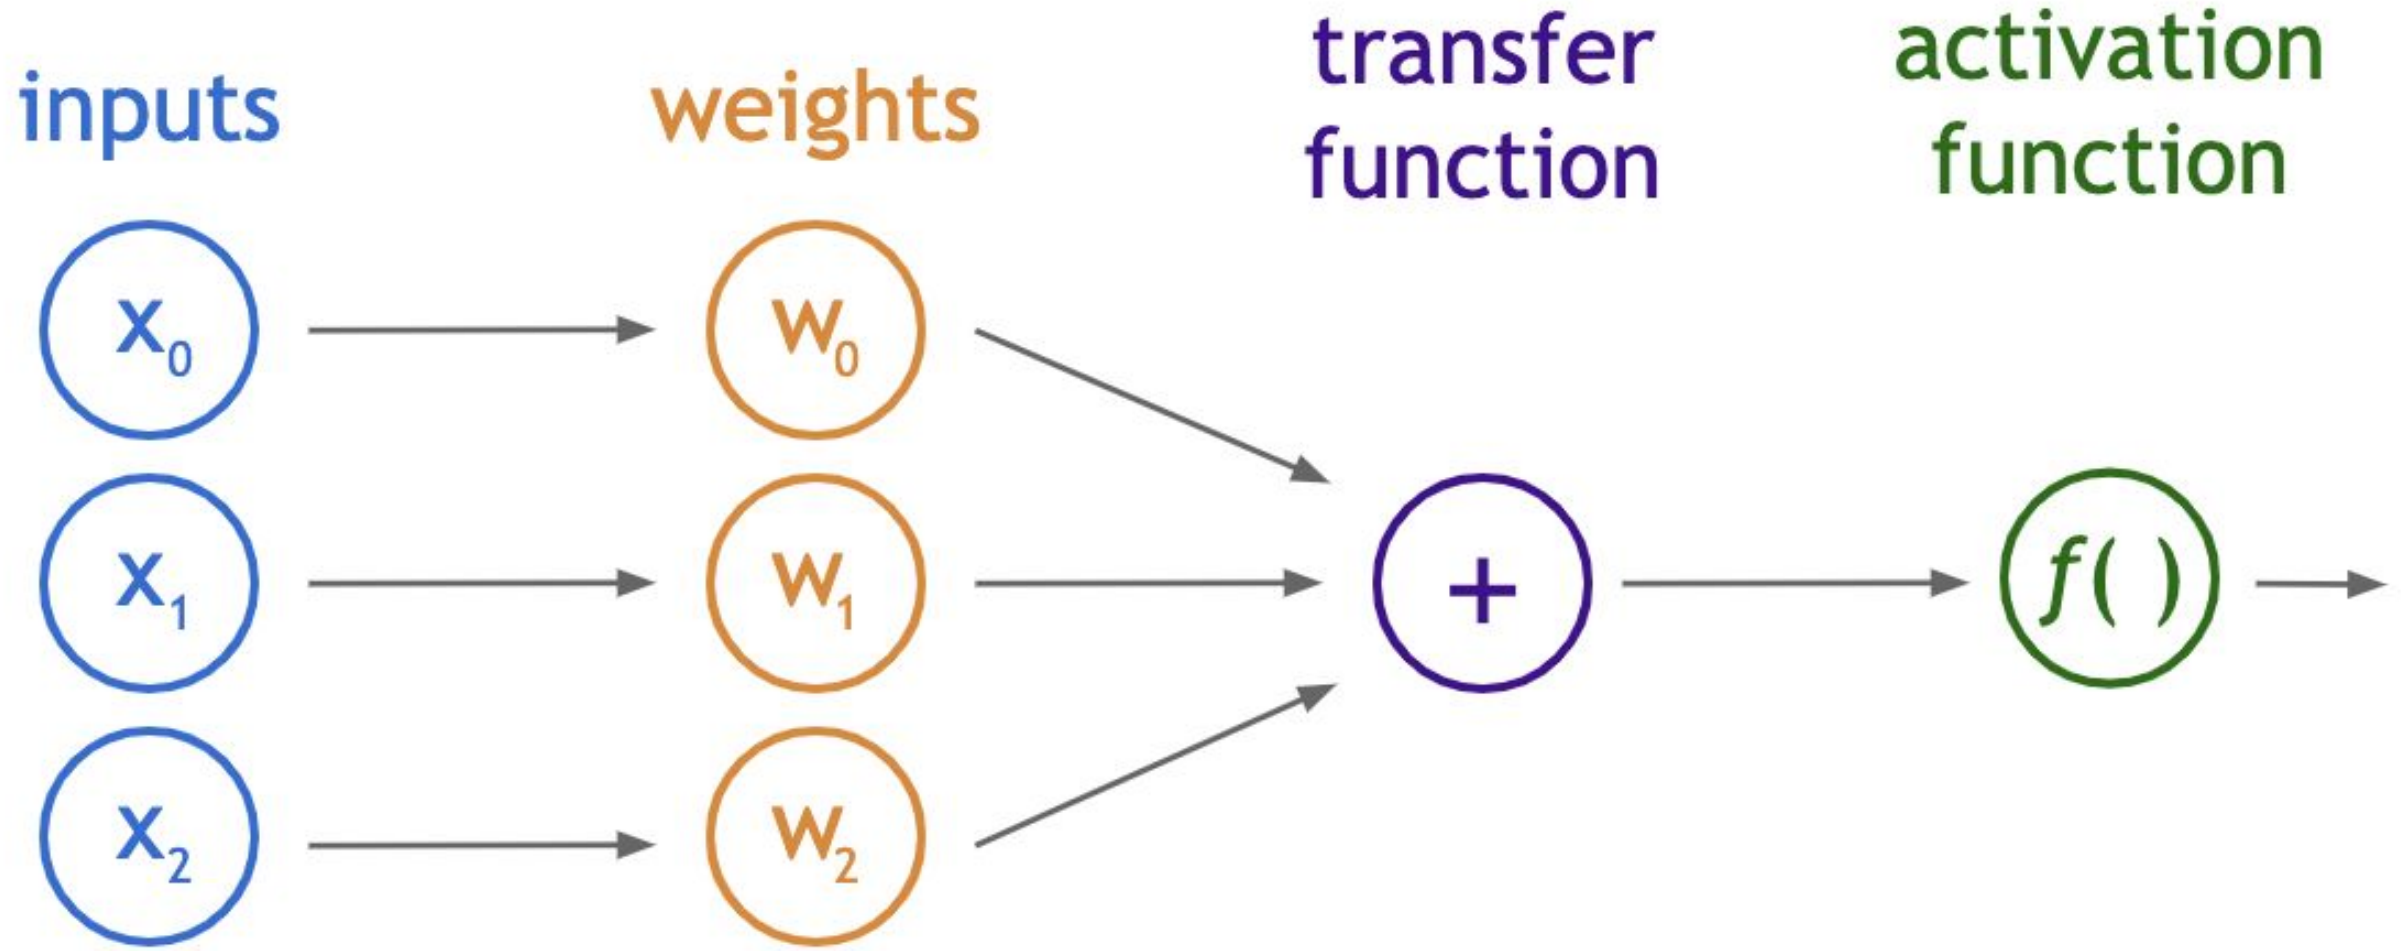 inputs
weights
transfer
function
activation
function
x₀
w₀
x₁
w₁
+
f( )
x₂
w₂